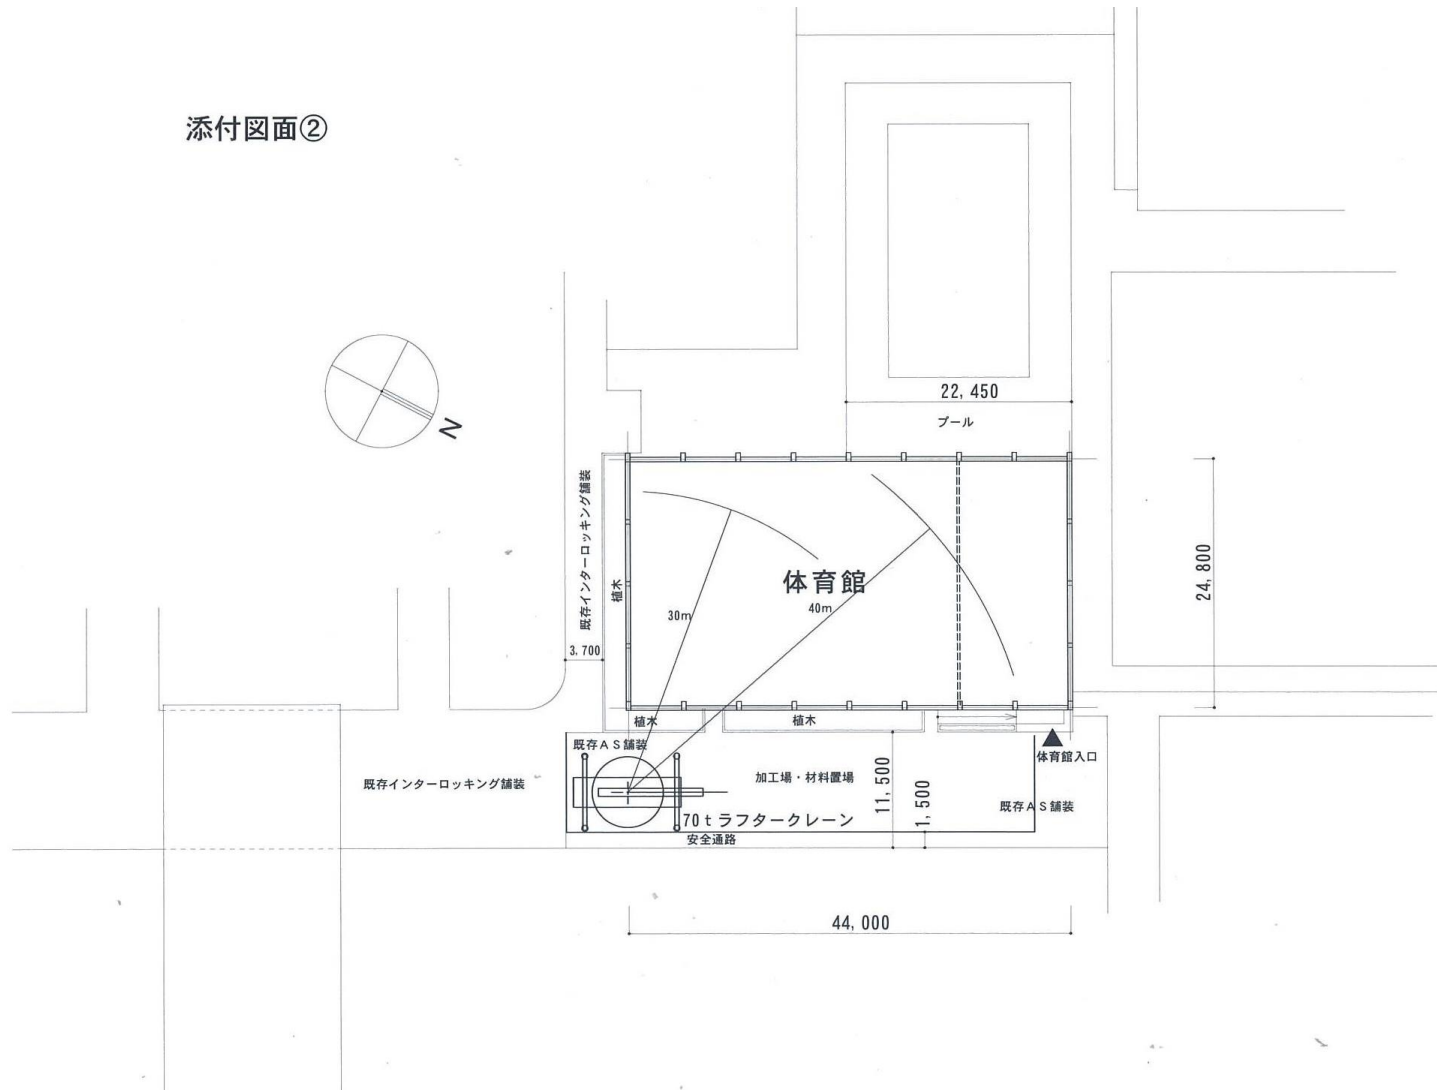 添付図面②
N
22,450
プール
既存インターロッキング舗装
植木
体育館
30m
40m
24,800
3,700
植木
植木
既存AS舗装
体育館入口
既存インターロッキング舗装
加工場・材料置場
11,500
1,500
既存AS舗装
70tラフタークレーン
安全通路
44,000